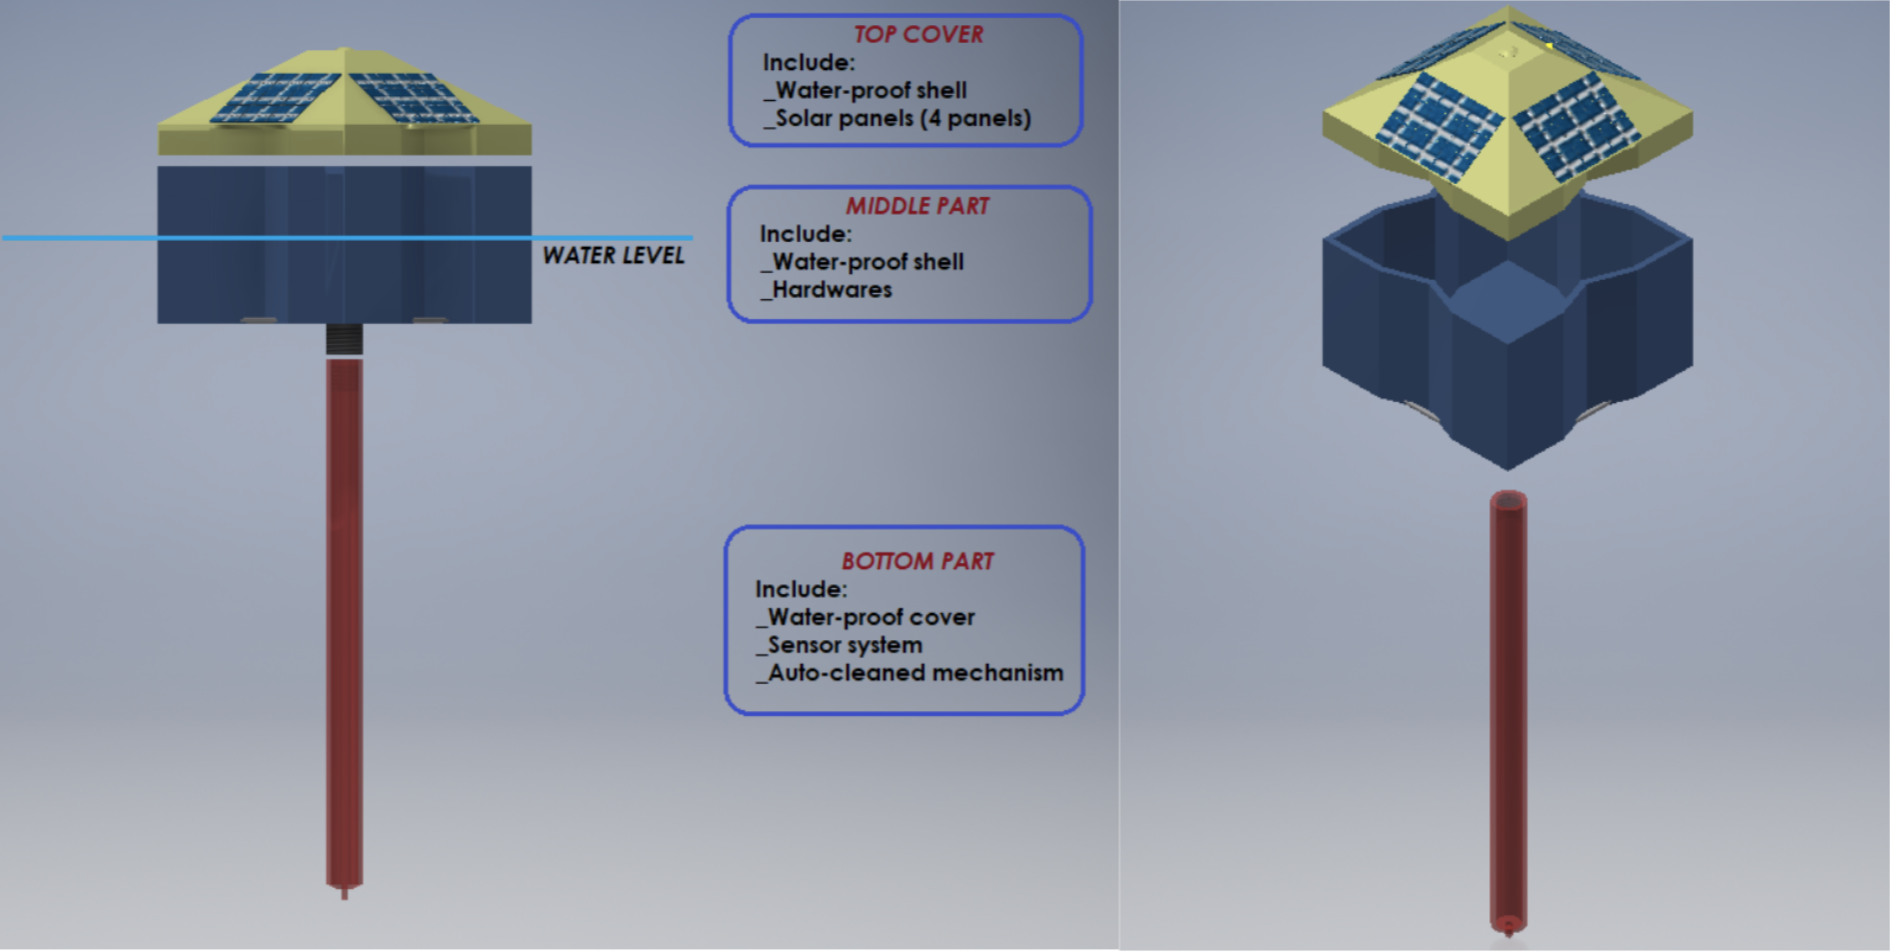 TOP COVER
Include:
_Water-proof shell
_Solar panels (4 panels)
MIDDLE PART
Include:
_Water-proof shell
_Hardwares
WATER LEVEL
BOTTOM PART
Include:
_Water-proof cover
_Sensor system
_Auto-cleaned mechanism